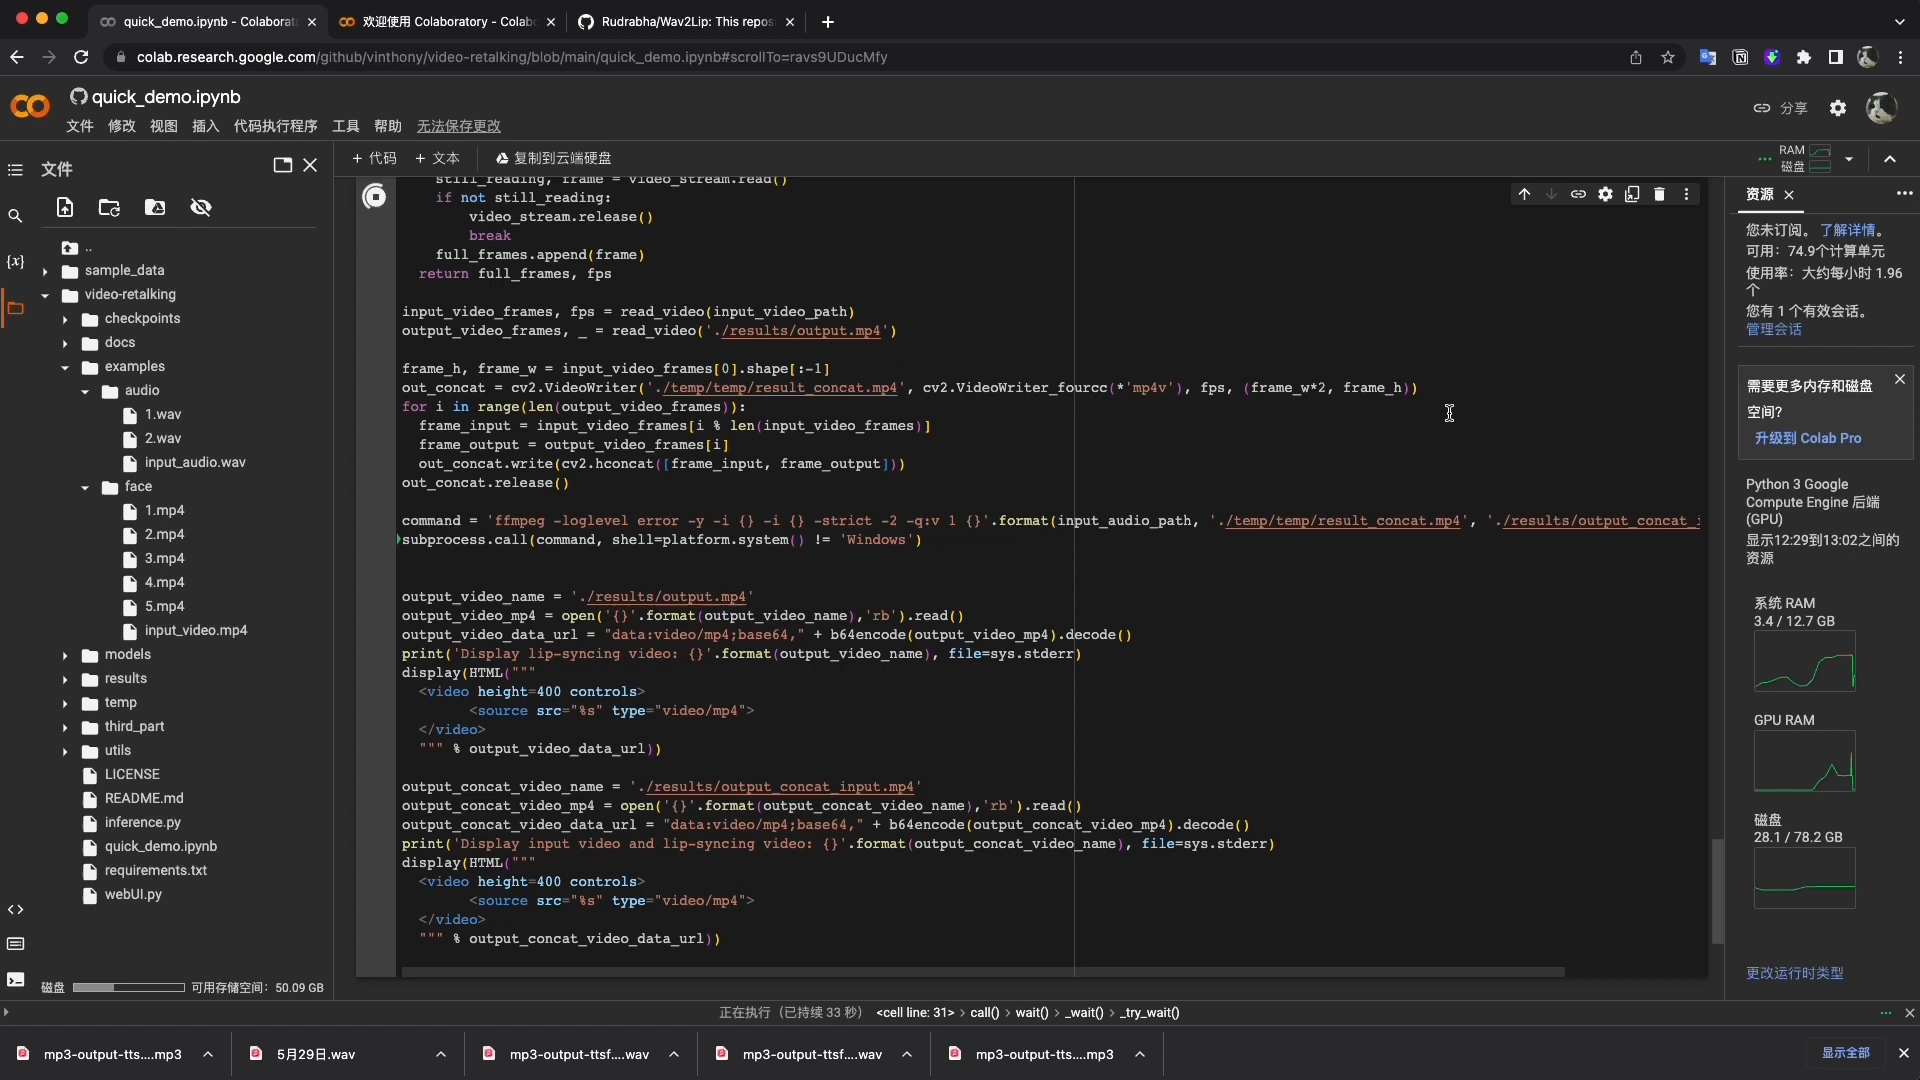 quick_demo.ipynb - Colaborat
欢迎使用 Colaboratory - Colab
Rudrabha/Wav2Lip: This repos
colab.research.google.com/github/vinthony/video-retalking/blob/main/quick_demo.ipynb#scrollTo=ravs9UDucMfy
quick_demo.ipynb
分享
文件 修改 视图 插入 代码执行程序 工具 帮助 无法保存更改
文件
+ 代码 + 文本 复制到云端硬盘
RAM
磁盘
..
sample_data
video-retalking
checkpoints
docs
examples
audio
1.wav
2.wav
input_audio.wav
face
1.mp4
2.mp4
3.mp4
4.mp4
5.mp4
input_video.mp4
models
results
temp
third_part
utils
LICENSE
README.md
inference.py
quick_demo.ipynb
requirements.txt
webUI.py
磁盘 可用存储空间：50.09 GB
still_reading, frame = video_stream.read()
if not still_reading:
video_stream.release()
break
full_frames.append(frame)
return full_frames, fps
input_video_frames, fps = read_video(input_video_path)
output_video_frames, _ = read_video('./results/output.mp4')
frame_h, frame_w = input_video_frames[0].shape[:-1]
out_concat = cv2.VideoWriter('./temp/temp/result_concat.mp4', cv2.VideoWriter_fourcc(*'mp4v'), fps, (frame_w*2, frame_h))
for i in range(len(output_video_frames)):
frame_input = input_video_frames[i % len(input_video_frames)]
frame_output = output_video_frames[i]
out_concat.write(cv2.hconcat([frame_input, frame_output]))
out_concat.release()
command = 'ffmpeg -loglevel error -y -i {} -i {} -strict -2 -q:v 1 {}'.format(input_audio_path, './temp/temp/result_concat.mp4', './results/output_concat_i
subprocess.call(command, shell=platform.system() != 'Windows')
output_video_name = './results/output.mp4'
output_video_mp4 = open('{}'.format(output_video_name),'rb').read()
output_video_data_url = "data:video/mp4;base64," + b64encode(output_video_mp4).decode()
print('Display lip-syncing video: {}'.format(output_video_name), file=sys.stderr)
display(HTML("""
<video height=400 controls>
<source src="%s" type="video/mp4">
</video>
""" % output_video_data_url))
output_concat_video_name = './results/output_concat_input.mp4'
output_concat_video_mp4 = open('{}'.format(output_concat_video_name),'rb').read()
output_concat_video_data_url = "data:video/mp4;base64," + b64encode(output_concat_video_mp4).decode()
print('Display input video and lip-syncing video: {}'.format(output_concat_video_name), file=sys.stderr)
display(HTML("""
<video height=400 controls>
<source src="%s" type="video/mp4">
</video>
""" % output_concat_video_data_url))
资源
您未订阅。 了解详情。
可用：74.9个计算单元
使用率：大约每小时 1.96
个
您有 1 个有效会话。
管理会话
需要更多内存和磁盘
空间?
升级到 Colab Pro
Python 3 Google
Compute Engine 后端
(GPU)
显示12:29到13:02之间的
资源
系统 RAM
3.4 / 12.7 GB
GPU RAM
磁盘
28.1 / 78.2 GB
更改运行时类型
正在执行（已持续 33 秒） <cell line: 31> > call() > wait() > _wait() > _try_wait()
mp3-output-tts....mp3
5月29日.wav
mp3-output-ttsf....wav
mp3-output-ttsf....wav
mp3-output-tts....mp3
显示全部